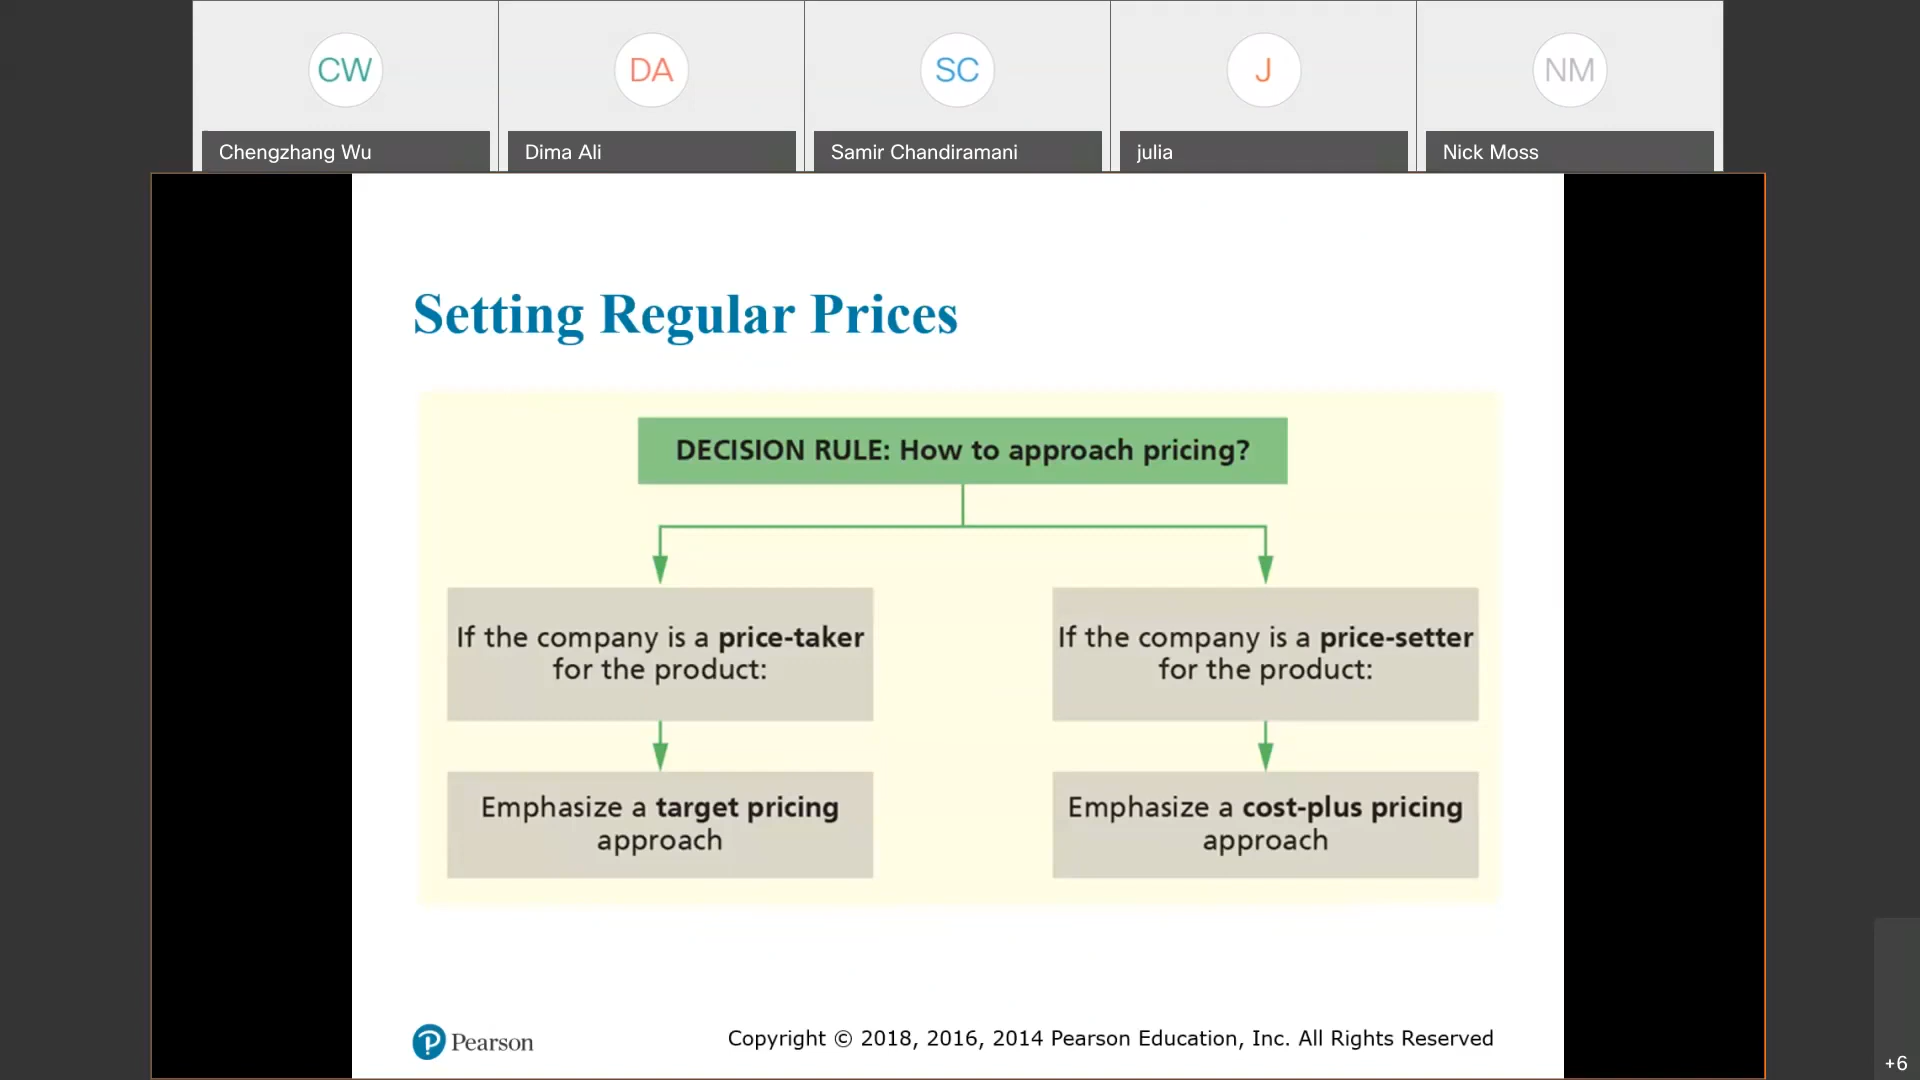 CW
DA
SC
J
NM
Chengzhang Wu
Dima Ali
Samir Chandiramani
julia
Nick Moss
Setting Regular Prices
DECISION RULE: How to approach pricing?
If the company is a price-taker
for the product:
If the company is a price-setter
for the product:
Emphasize a target pricing
approach
Emphasize a cost-plus pricing
approach
Pearson
Copyright © 2018, 2016, 2014 Pearson Education, Inc. All Rights Reserved
+6